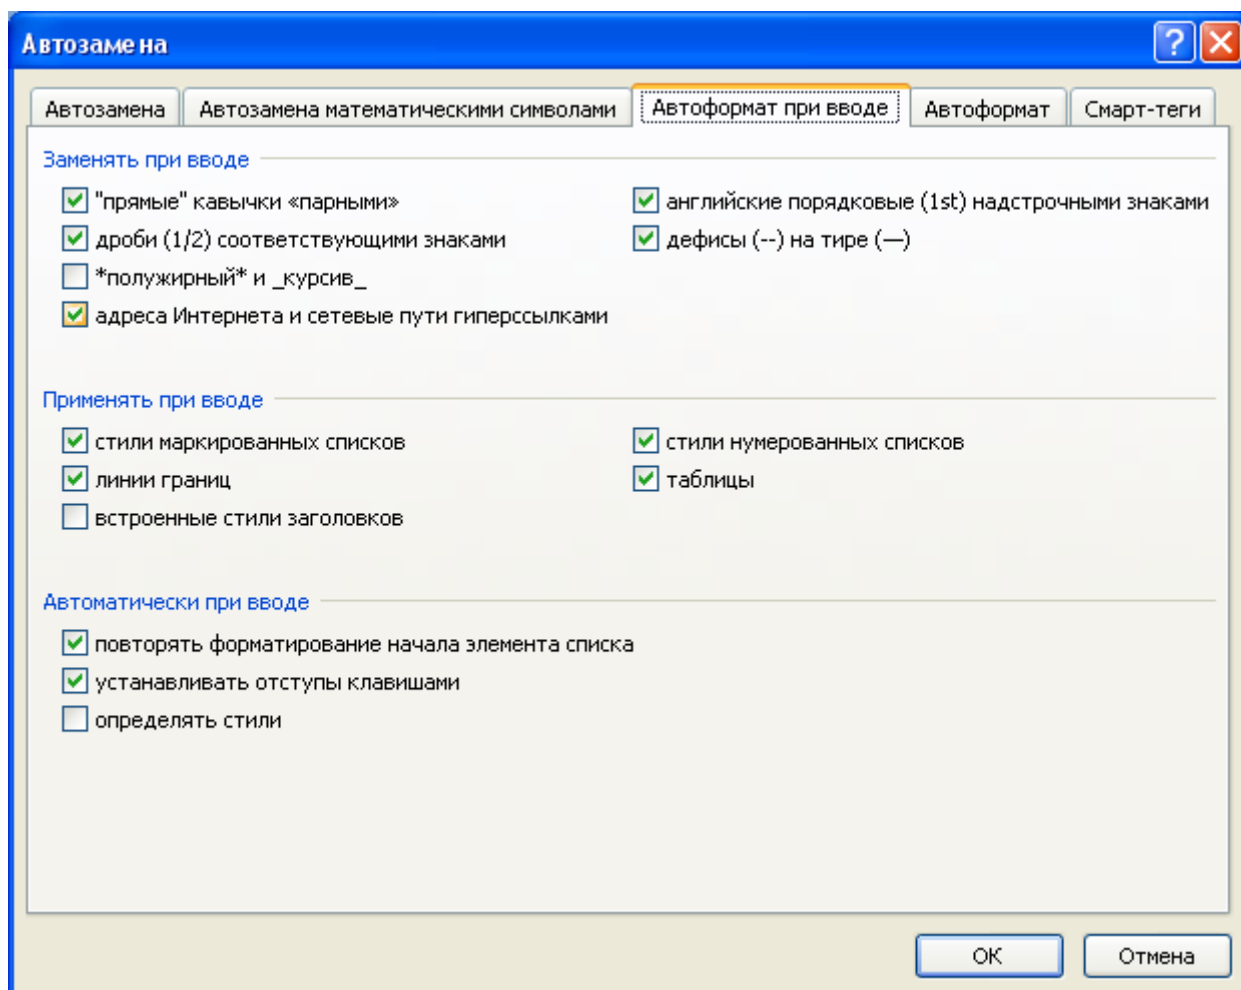 Автозамена
Автозамена Автозамена математическими символами Автоформат при вводе Автоформат Смарт-теги
Заменять при вводе
"прямые" кавычки «парными» английские порядковые (1st) надстрочными знаками
дроби (1/2) соответствующими знаками дефисы (--) на тире (—)
*полужирный* и _курсив_
адреса Интернета и сетевые пути гиперссылками
Применять при вводе
стили маркированных списков стили нумерованных списков
линии границ таблицы
встроенные стили заголовков
Автоматически при вводе
повторять форматирование начала элемента списка
устанавливать отступы клавишами
определять стили
ОК Отмена